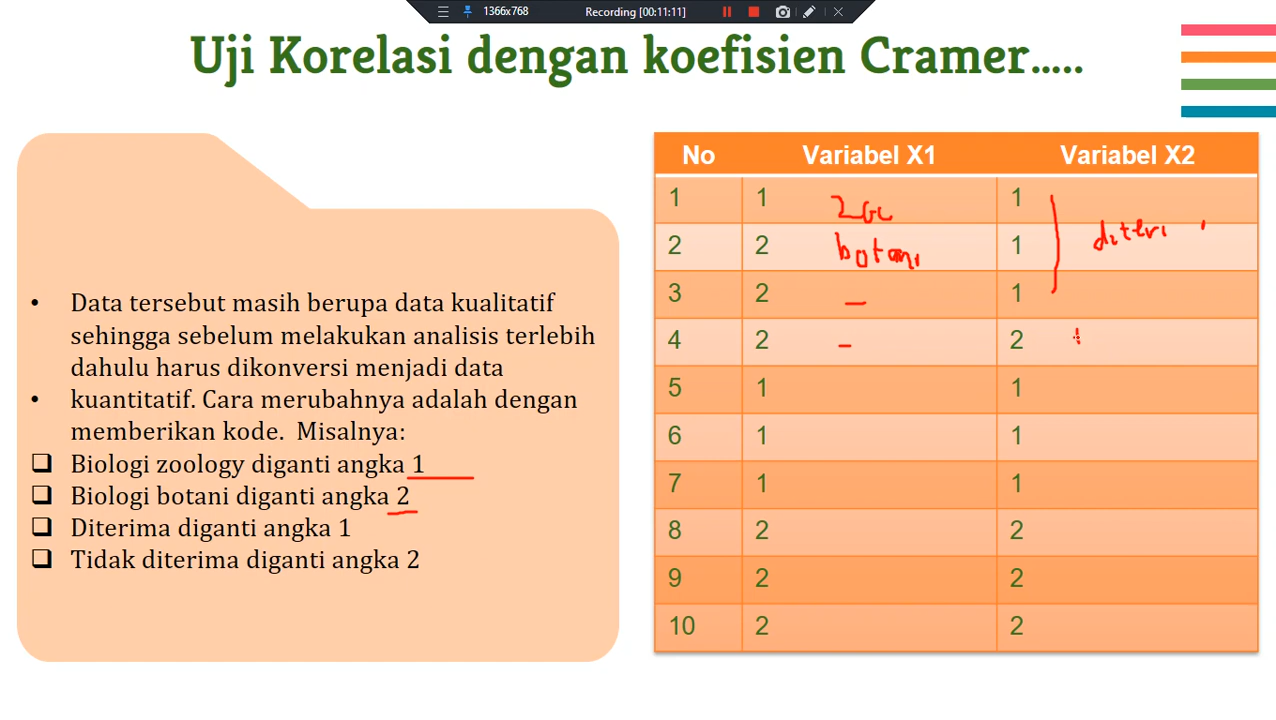 1366x768
Recording [00:11:11]
Uji Korelasi dengan koefisien Cramer.....
• Data tersebut masih berupa data kualitatif
sehingga sebelum melakukan analisis terlebih
dahulu harus dikonversi menjadi data
• kuantitatif. Cara merubahnya adalah dengan
memberikan kode. Misalnya:
❑ Biologi zoology diganti angka 1
❑ Biologi botani diganti angka 2
❑ Diterima diganti angka 1
❑ Tidak diterima diganti angka 2
No Variabel X1 Variabel X2
1 1 1
2 2 botani 1 diteri
3 2 – 1
4 2 – 2
5 1 1
6 1 1
7 1 1
8 2 2
9 2 2
10 2 2